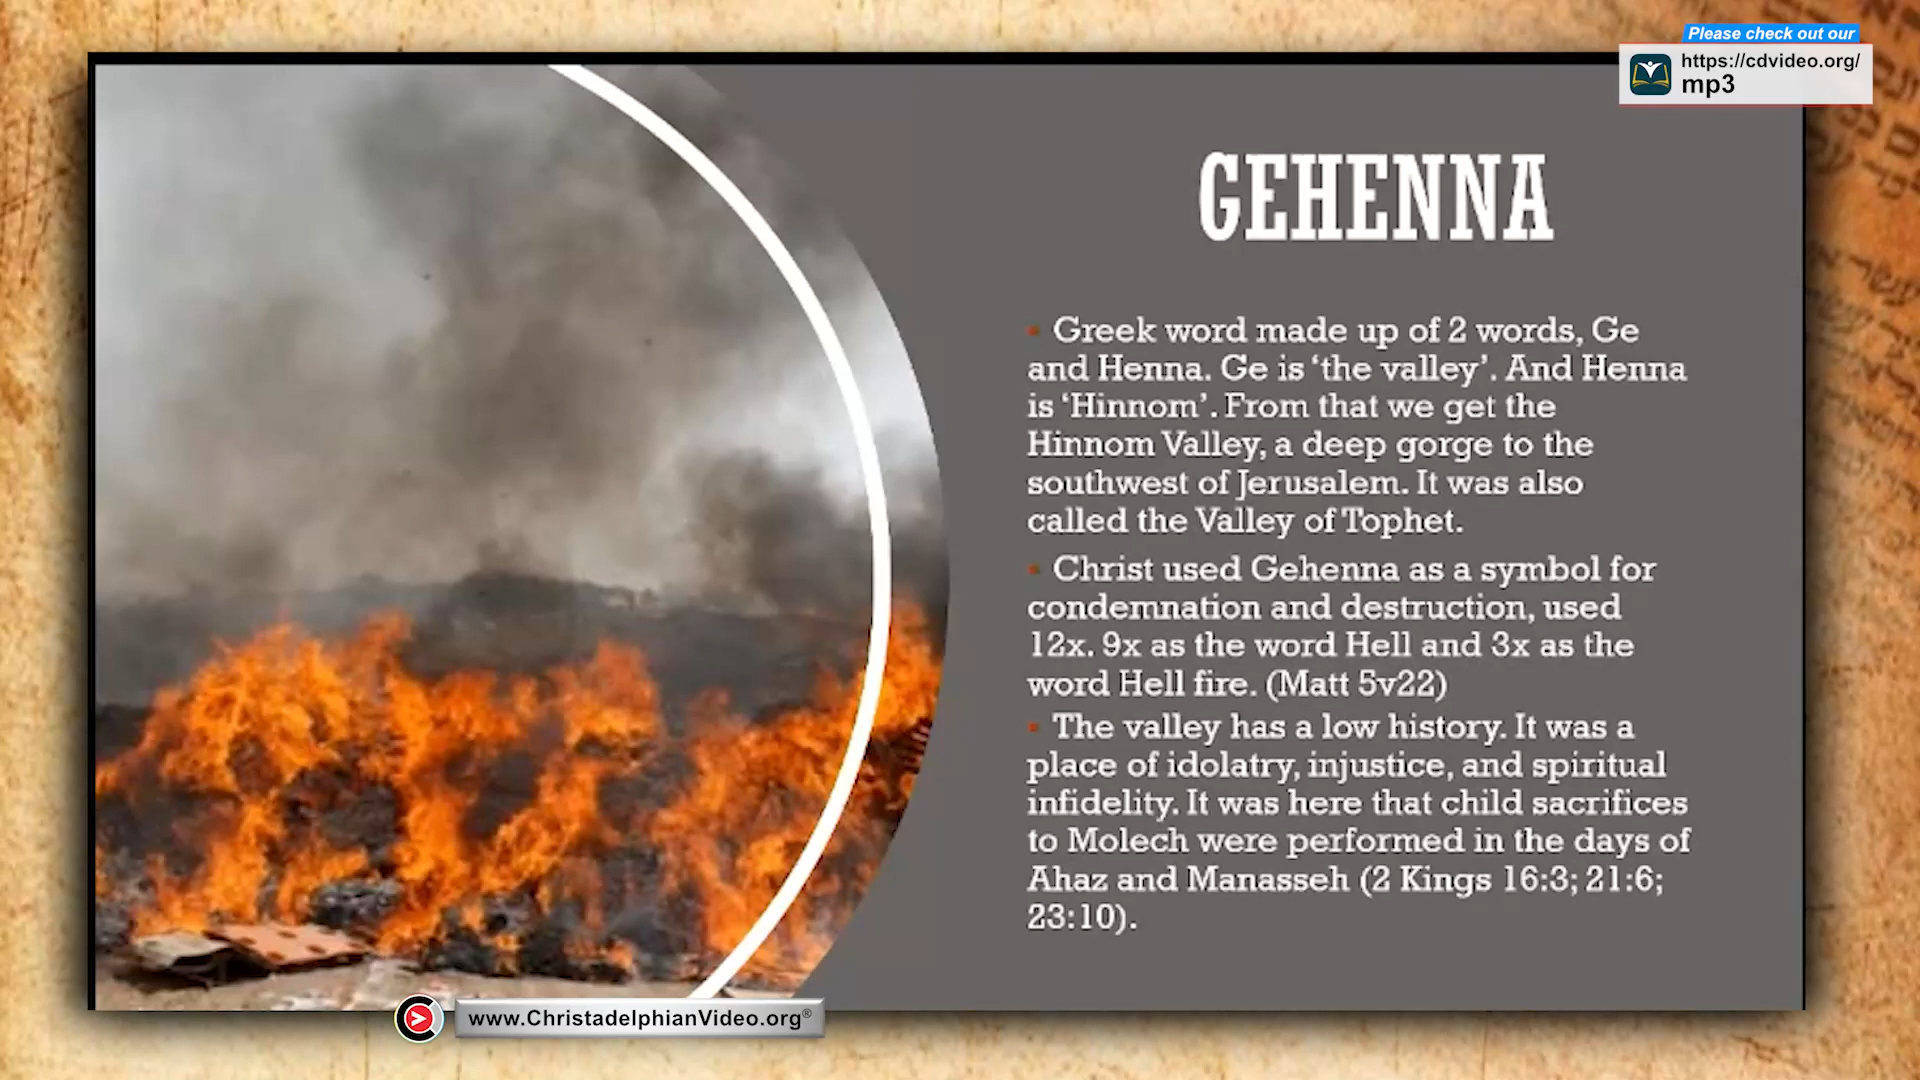 Please check out our
https://cdvideo.org/
mp3
GEHENNA
▪ Greek word made up of 2 words, Ge
and Henna. Ge is ‘the valley’. And Henna
is ‘Hinnom’. From that we get the
Hinnom Valley, a deep gorge to the
southwest of Jerusalem. It was also
called the Valley of Tophet.
▪ Christ used Gehenna as a symbol for
condemnation and destruction, used
12x. 9x as the word Hell and 3x as the
word Hell fire. (Matt 5v22)
▪ The valley has a low history. It was a
place of idolatry, injustice, and spiritual
infidelity. It was here that child sacrifices
to Molech were performed in the days of
Ahaz and Manasseh (2 Kings 16:3; 21:6;
23:10).
www.ChristadelphianVideo.org®